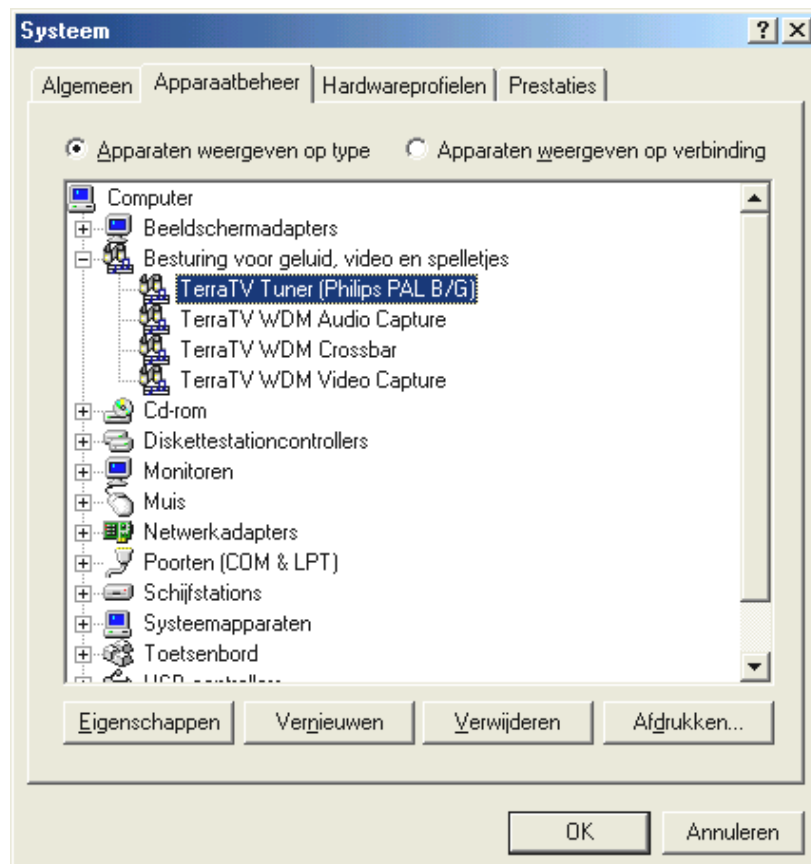 Systeem
Algemeen Apparaatbeheer Hardwareprofielen Prestaties
Apparaten weergeven op type Apparaten weergeven op verbinding
Computer
Beeldschermadapters
Besturing voor geluid, video en spelletjes
TerraTV Tuner (Philips PAL B/G)
TerraTV WDM Audio Capture
TerraTV WDM Crossbar
TerraTV WDM Video Capture
Cd-rom
Diskettestationcontrollers
Monitoren
Muis
Netwerkadapters
Poorten (COM & LPT)
Schijfstations
Systeemapparaten
Toetsenbord
Eigenschappen Vernieuwen Verwijderen Afdrukken...
OK Annuleren